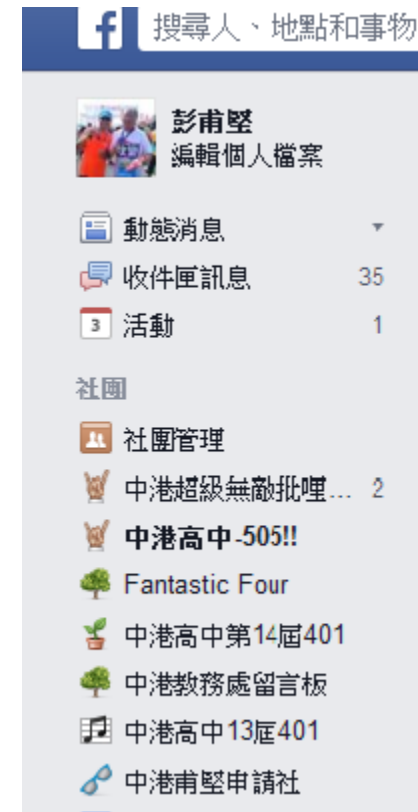 f
搜尋人、地點和事物
彭甫堅
編輯個人檔案
動態消息
收件匣訊息 35
3 活動 1
社團
社團管理
中港超級無敵批哩... 2
中港高中-505!!
Fantastic Four
中港高中第14屆401
中港教務處留言板
中港高中13屆401
中港甫堅申請社